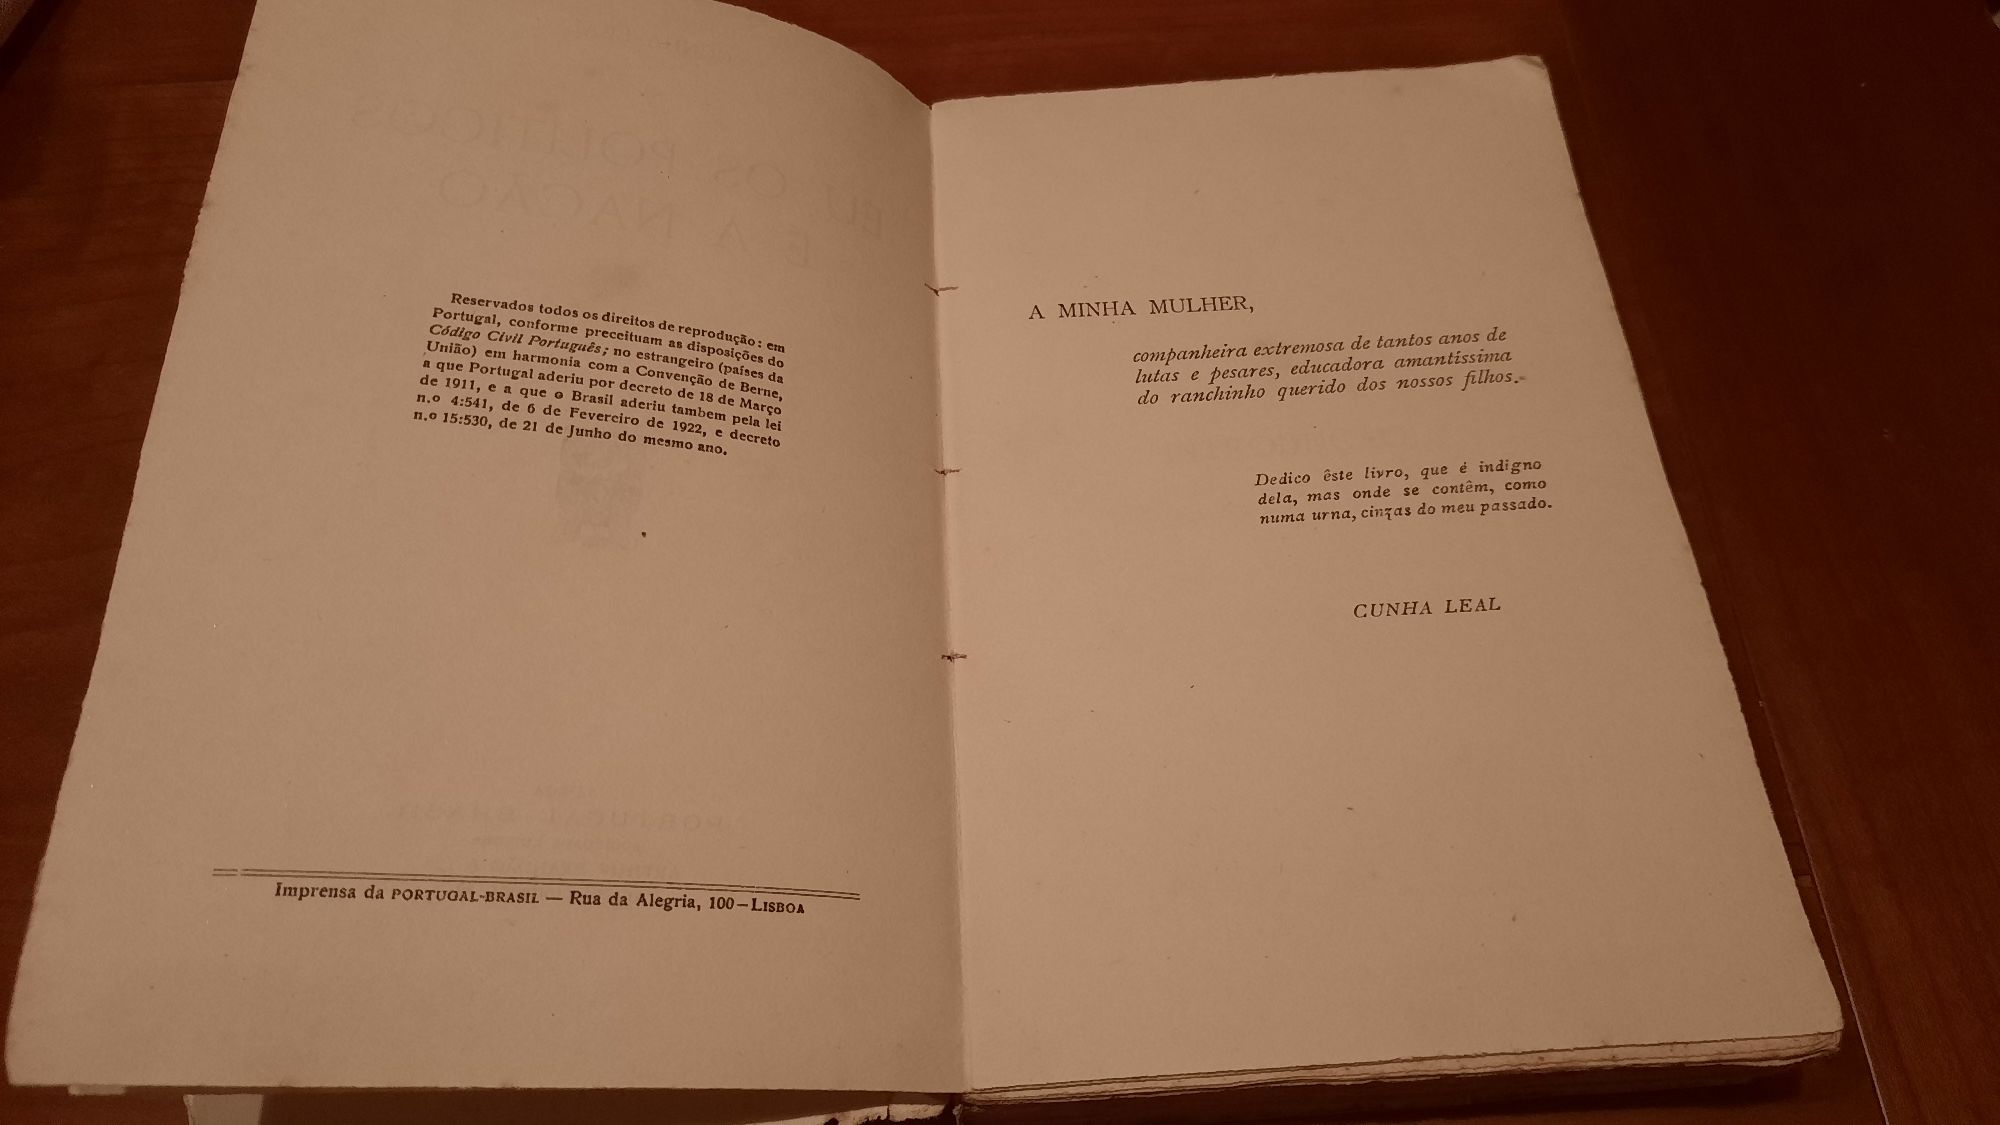 Reservados todos os direitos de reprodução: em
Portugal, conforme preceituam as disposições do
Código Civil Português; no estrangeiro (países da
União) em harmonia com a Convenção de Berne,
a que Portugal aderiu por decreto de 18 de Março
de 1911, e a que o Brasil aderiu tambem pela lei
n.o 4:541, de 6 de Fevereiro de 1922, e decreto
n.o 15:530, de 21 de Junho do mesmo ano.
Imprensa da PORTUGAL-BRASIL — Rua da Alegria, 100—LISBOA
A MINHA MULHER,
companheira extremosa de tantos anos de
lutas e pesares, educadora amantíssima
do ranchinho querido dos nossos filhos.
Dedico êste livro, que é indigno
dela, mas onde se contêm, como
numa urna, cinzas do meu passado.
CUNHA LEAL
EU, OS POLITICOS
E A NAÇÃO